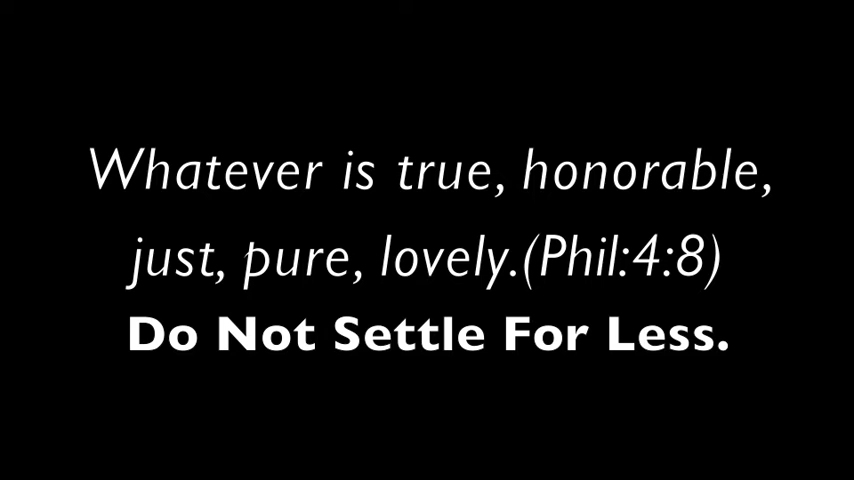 Whatever is true, honorable,
just, pure, lovely.(Phil:4:8)
Do Not Settle For Less.